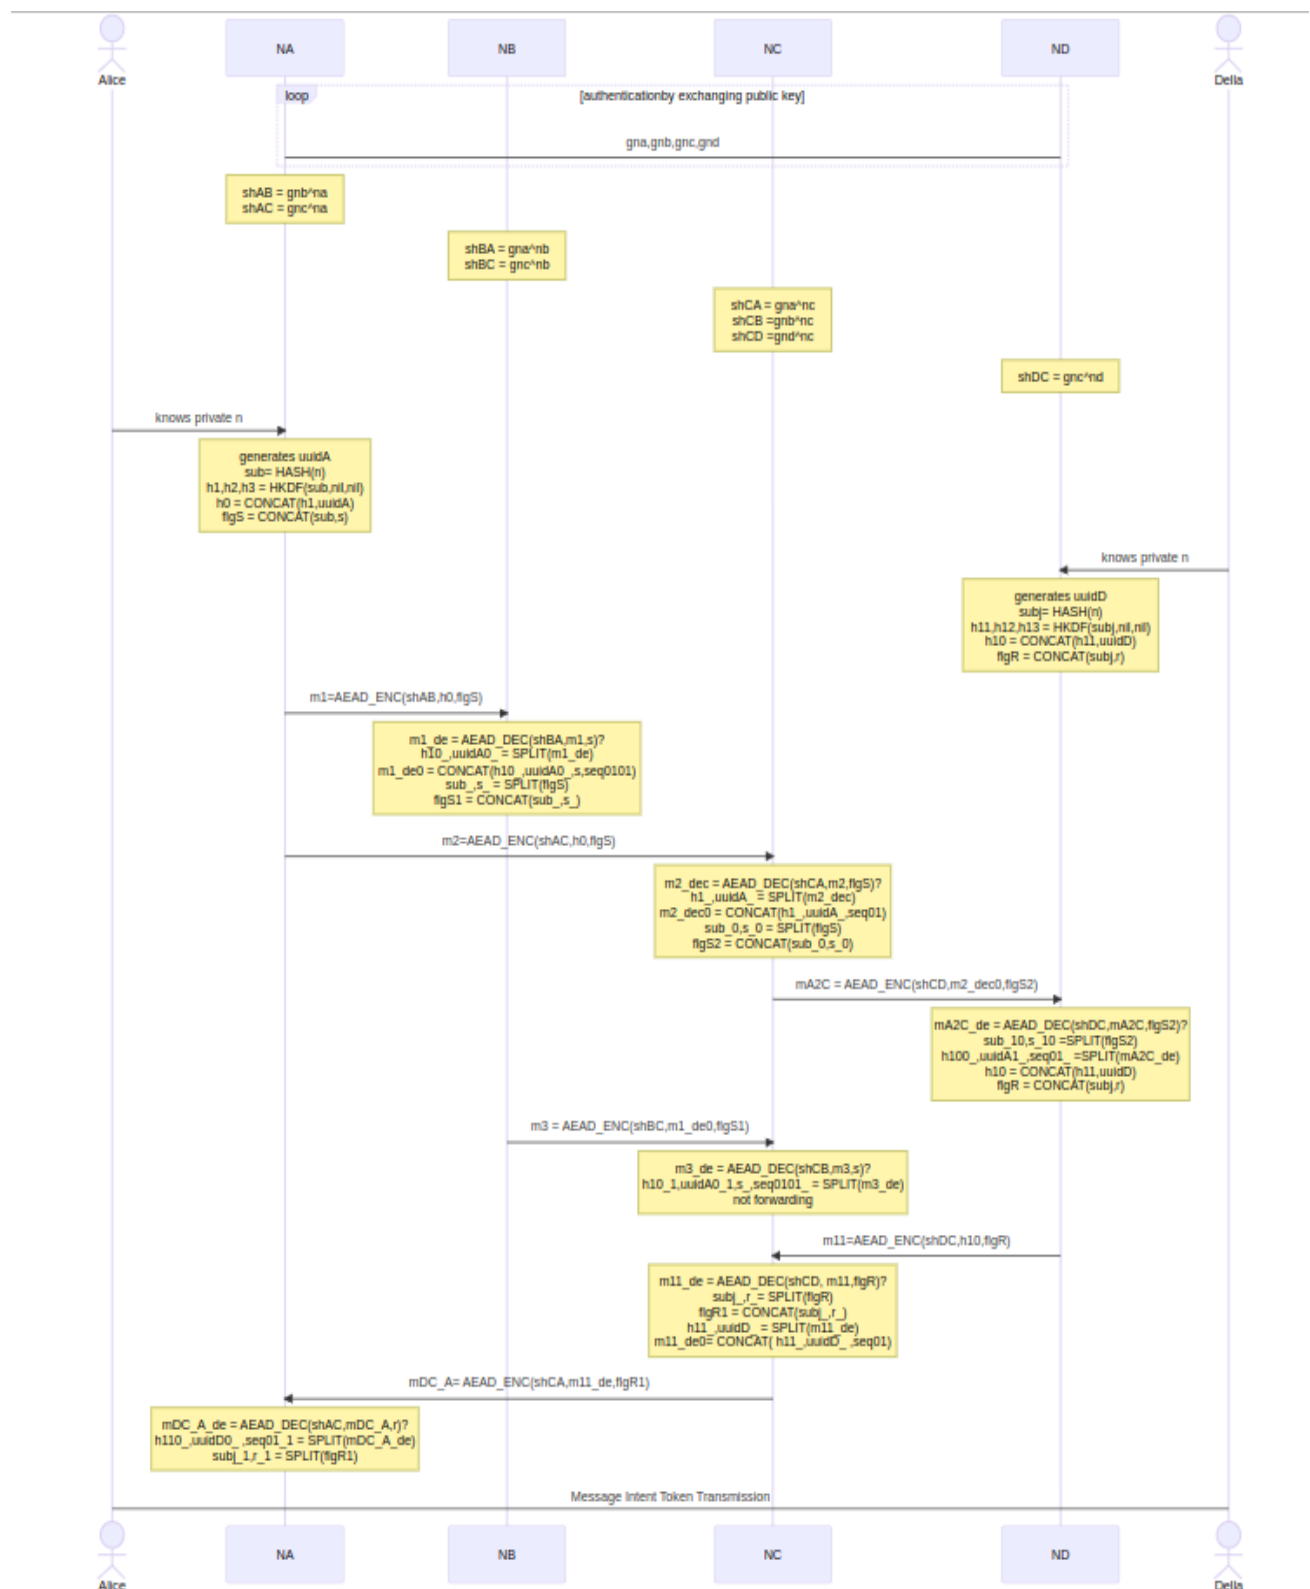 NA NB NC ND
Alice Della
loop [authenticationby exchanging public key]
gna,gnb,gnc,gnd
shAB = gnb^na
shAC = gnc^na
shBA = gna^nb
shBC = gnc^nb
shCA = gna^nc
shCB =gnb^nc
shCD =gnd^nc
shDC = gnc^nd
knows private n
generates uuidA
sub= HASH(n)
h1,h2,h3 = HKDF(sub,nil,nil)
h0 = CONCAT(h1,uuidA)
flgS = CONCAT(sub,s)
knows private n
generates uuidD
subj= HASH(n)
h11,h12,h13 = HKDF(subj,nil,nil)
h10 = CONCAT(h11,uuidD)
flgR = CONCAT(subj,r)
m1=AEAD_ENC(shAB,h0,flgS)
m1_de = AEAD_DEC(shBA,m1,s)?
h10_,uuidA0_ = SPLIT(m1_de)
m1_de0 = CONCAT(h10_,uuidA0_,s,seq0101)
sub_,s_ = SPLIT(flgS)
flgS1 = CONCAT(sub_,s_)
m2=AEAD_ENC(shAC,h0,flgS)
m2_dec = AEAD_DEC(shCA,m2,flgS)?
h1_,uuidA_ = SPLIT(m2_dec)
m2_dec0 = CONCAT(h1_,uuidA_,seq01)
sub_0,s_0 = SPLIT(flgS)
flgS2 = CONCAT(sub_0,s_0)
mA2C = AEAD_ENC(shCD,m2_dec0,flgS2)
mA2C_de = AEAD_DEC(shDC,mA2C,flgS2)?
sub_10,s_10 =SPLIT(flgS2)
h100_,uuidA1_,seq01_ =SPLIT(mA2C_de)
h10 = CONCAT(h11,uuidD)
flgR = CONCAT(subj,r)
m3 = AEAD_ENC(shBC,m1_de0,flgS1)
m3_de = AEAD_DEC(shCB,m3,s)?
h10_1,uuidA0_1,s_,seq0101_ = SPLIT(m3_de)
not forwarding
m11=AEAD_ENC(shDC,h10,flgR)
m11_de = AEAD_DEC(shCD, m11,flgR)?
subj_,r_= SPLIT(flgR)
flgR1 = CONCAT(subj_,r_)
h11_,uuidD_ = SPLIT(m11_de)
m11_de0= CONCAT( h11_,uuidD_ ,seq01)
mDC_A= AEAD_ENC(shCA,m11_de,flgR1)
mDC_A_de = AEAD_DEC(shAC,mDC_A,r)?
h110_,uuidD0_ ,seq01_1 = SPLIT(mDC_A_de)
subj_1,r_1 = SPLIT(flgR1)
Message Intent Token Transmission
NA NB NC ND
Alice Della